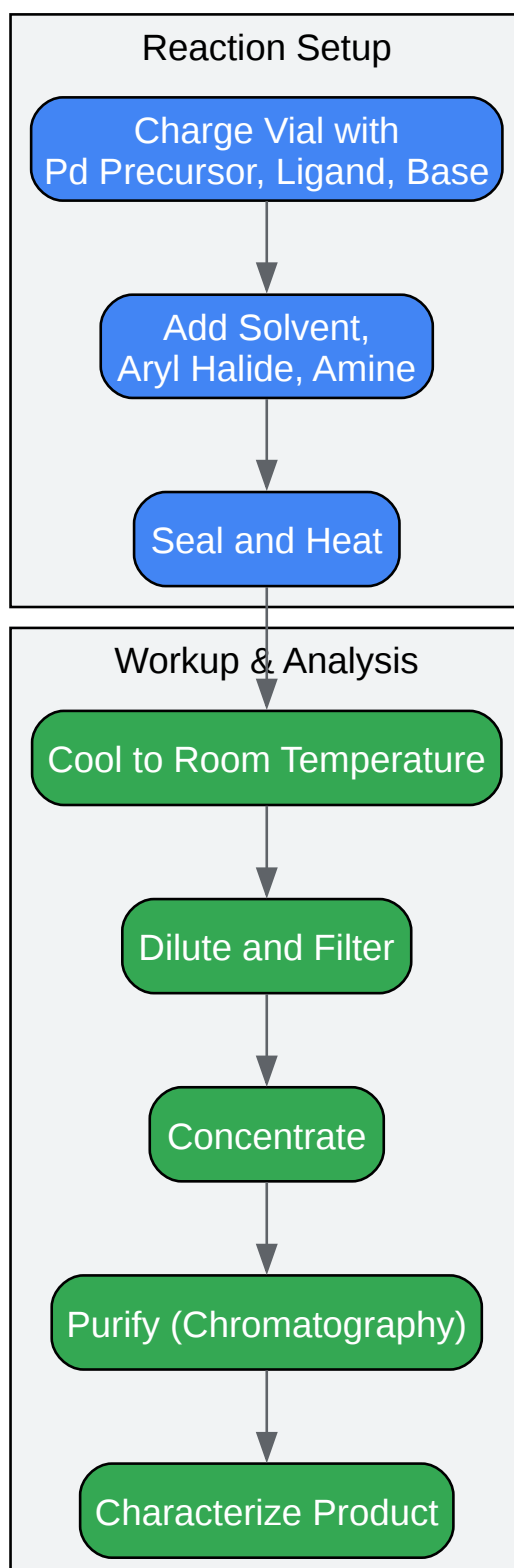 Reaction Setup
Charge Vial with
Pd Precursor, Ligand, Base
Add Solvent,
Aryl Halide, Amine
Seal and Heat
Workup & Analysis
Cool to Room Temperature
Dilute and Filter
Concentrate
Purify (Chromatography)
Characterize Product